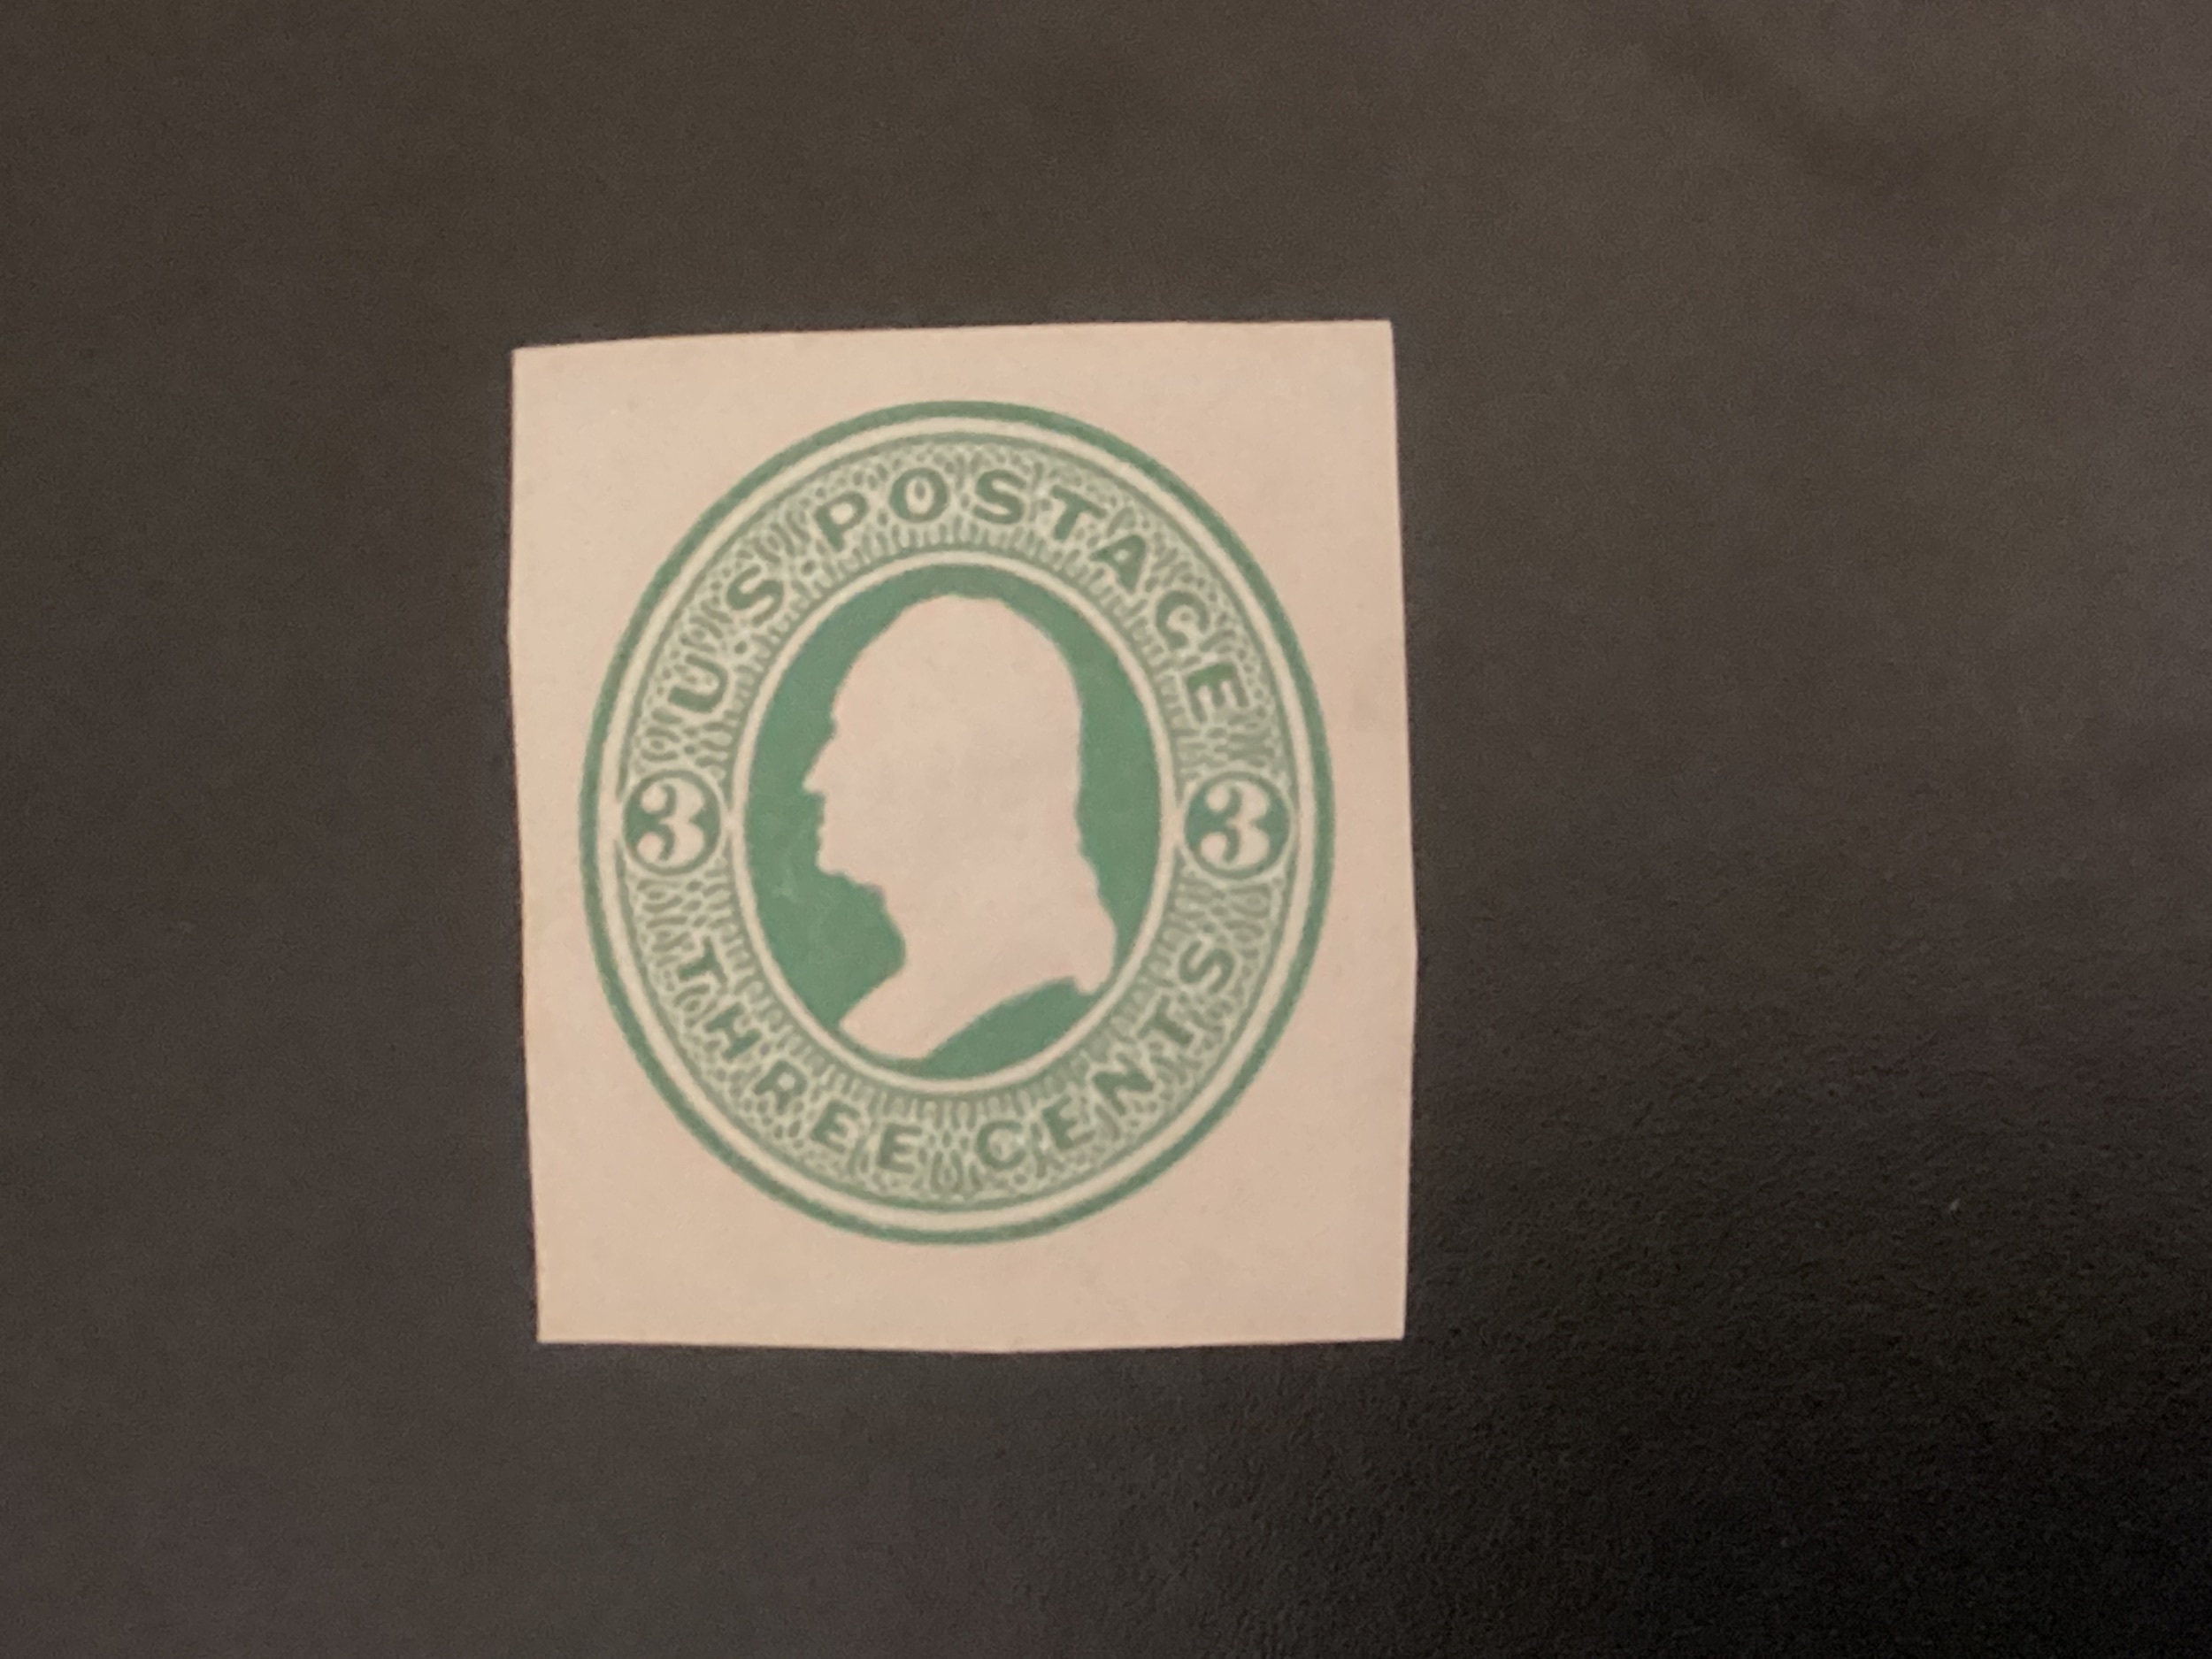 U.S. POSTAGE
3 3
THREE CENTS